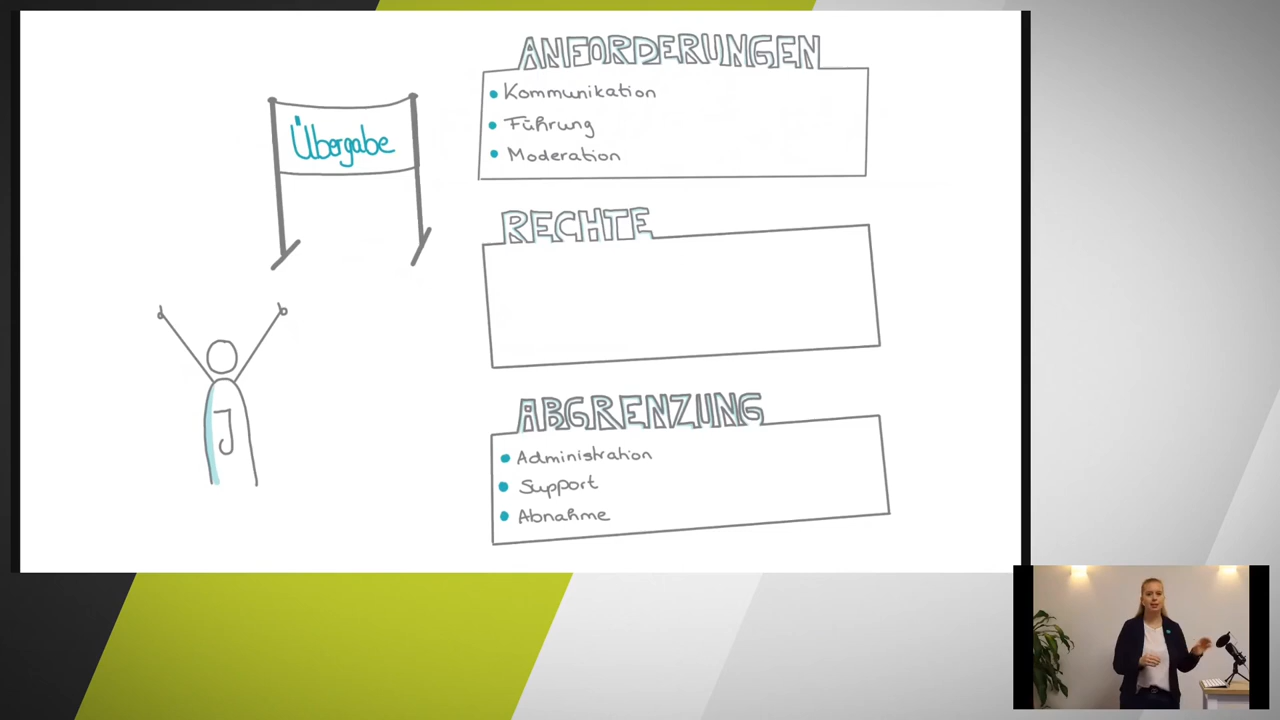 Übergabe
ANFORDERUNGEN
Kommunikation
Führung
Moderation
RECHTE
ABGRENZUNG
Administration
Support
Abnahme